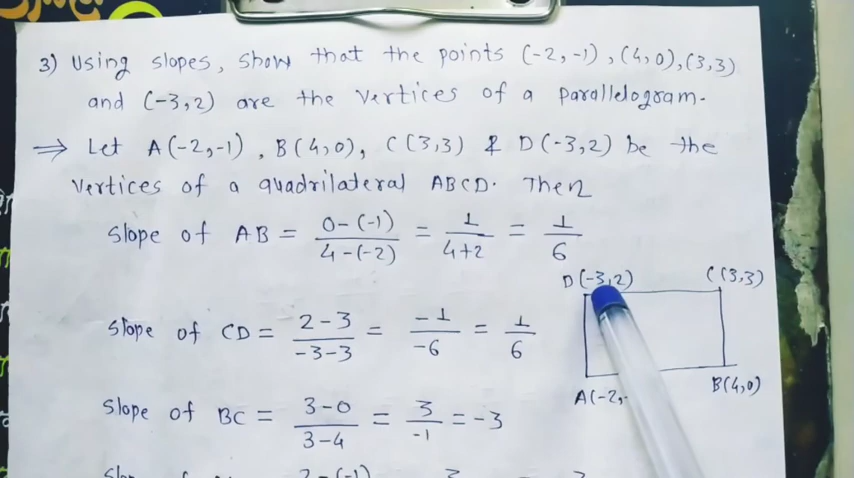 3) Using slopes, show that the points (-2,-1), (4,0), (3,3)
and (-3,2) are the vertices of a parallelogram.
⇒ Let A(-2,-1), B(4,0), C(3,3) & D(-3,2) be the
vertices of a quadrilateral ABCD. Then
Slope of AB = 0-(-1)/4-(-2) = 1/4+2 = 1/6
D(-3,2) C(3,3)
Slope of CD = 2-3/-3-3 = -1/-6 = 1/6
A(-2,- B(4,0)
Slope of BC = 3-0/3-4 = 3/-1 = -3
2-(-1)